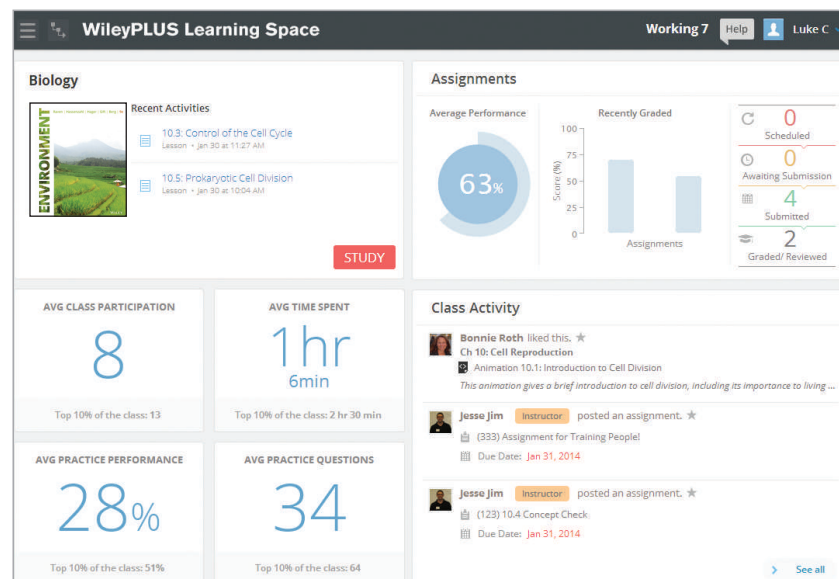 WileyPLUS Learning Space
Working 7
Help
Luke C
Biology
ENVIRONMENT
Recent Activities
10.3: Control of the Cell Cycle
Lesson • Jan 30 at 11:27 AM
10.5: Prokaryotic Cell Division
Lesson • Jan 30 at 10:04 AM
STUDY
Assignments
Average Performance
63%
Recently Graded
Score (%)
100
75
50
25
0
Assignments
0
Scheduled
0
Awaiting Submission
4
Submitted
2
Graded/ Reviewed
AVG CLASS PARTICIPATION
8
Top 10% of the class: 13
AVG TIME SPENT
1hr
6min
Top 10% of the class: 2 hr 30 min
AVG PRACTICE PERFORMANCE
28%
Top 10% of the class: 51%
AVG PRACTICE QUESTIONS
34
Top 10% of the class: 64
Class Activity
Bonnie Roth liked this.
Ch 10: Cell Reproduction
Animation 10.1: Introduction to Cell Division
This animation gives a brief introduction to cell division, including its importance to living ...
Jesse Jim Instructor posted an assignment.
(333) Assignment for Training People!
Due Date: Jan 31, 2014
Jesse Jim Instructor posted an assignment.
(123) 10.4 Concept Check
Due Date: Jan 31, 2014
See all